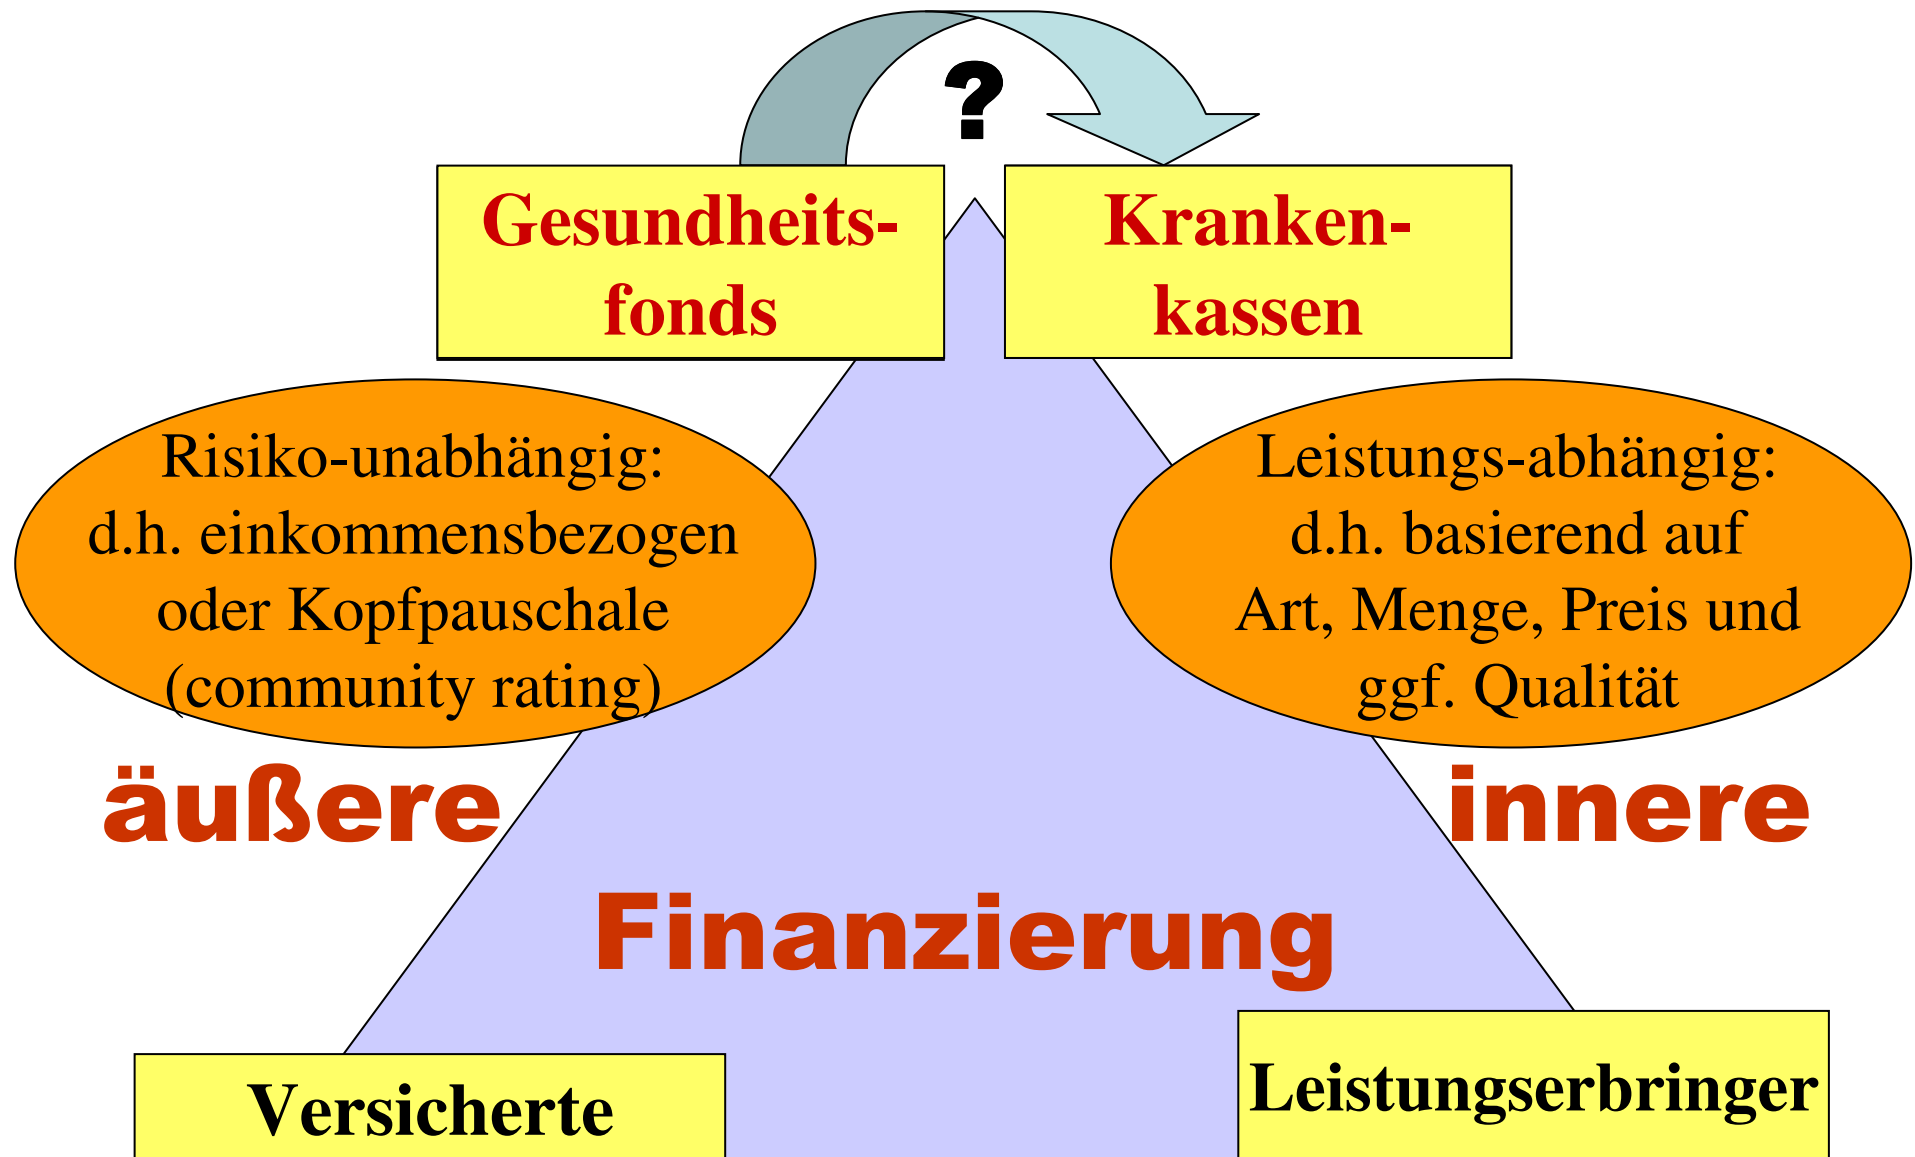 ?
Gesundheits-
fonds
Kranken-
kassen
Risiko-unabhängig:
d.h. einkommensbezogen
oder Kopfpauschale
(community rating)
Leistungs-abhängig:
d.h. basierend auf
Art, Menge, Preis und
ggf. Qualität
äußere
innere
Finanzierung
Versicherte
Leistungserbringer